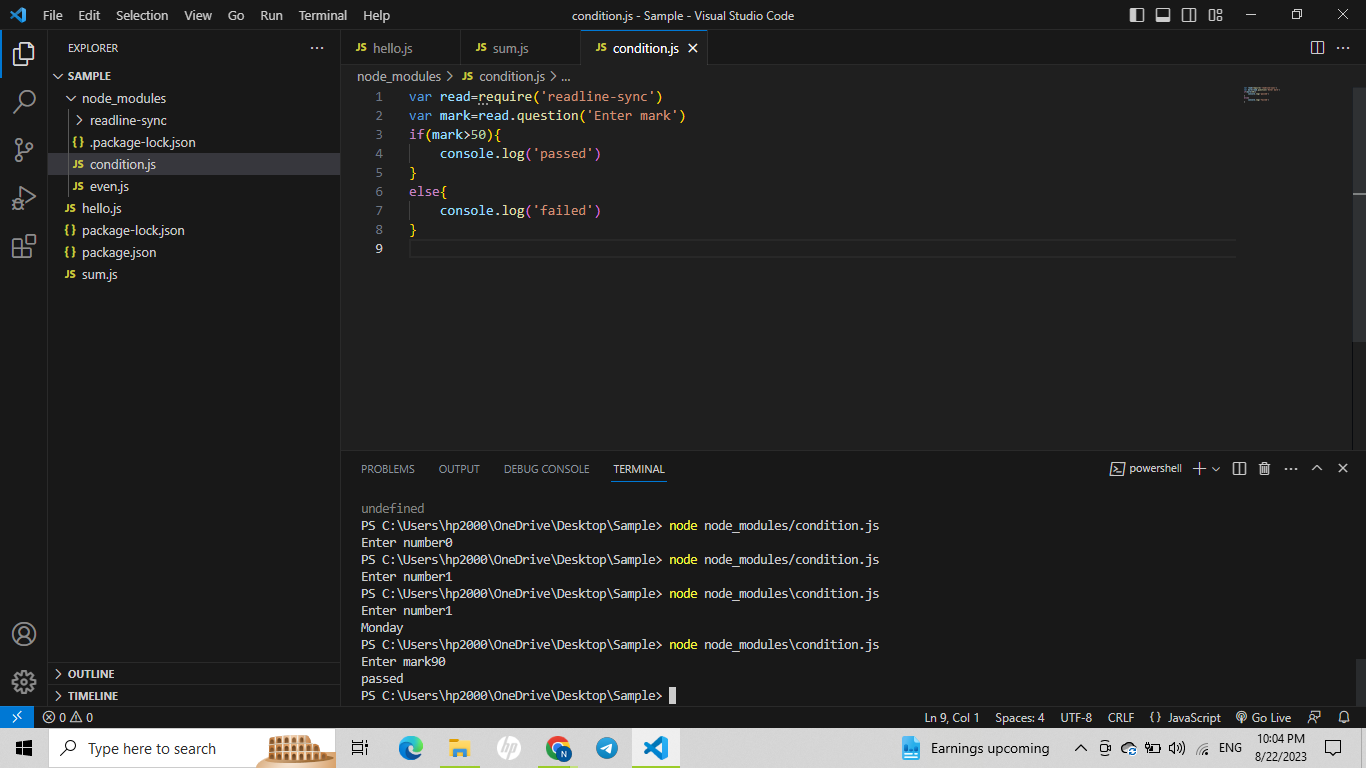 File Edit Selection View Go Run Terminal Help
condition.js - Sample - Visual Studio Code
EXPLORER
SAMPLE
node_modules
readline-sync
{} .package-lock.json
JS condition.js
JS even.js
JS hello.js
{} package-lock.json
{} package.json
JS sum.js
OUTLINE
TIMELINE
JS hello.js
JS sum.js
JS condition.js
node_modules > JS condition.js > ...
1 var read=require('readline-sync')
2 var mark=read.question('Enter mark')
3 if(mark>50){
4     console.log('passed')
5 }
6 else{
7     console.log('failed')
8 }
9
PROBLEMS OUTPUT DEBUG CONSOLE TERMINAL
powershell
undefined
PS C:\Users\hp2000\OneDrive\Desktop\Sample> node node_modules/condition.js
Enter number0
PS C:\Users\hp2000\OneDrive\Desktop\Sample> node node_modules/condition.js
Enter number1
PS C:\Users\hp2000\OneDrive\Desktop\Sample> node node_modules\condition.js
Enter number1
Monday
PS C:\Users\hp2000\OneDrive\Desktop\Sample> node node_modules\condition.js
Enter mark90
passed
PS C:\Users\hp2000\OneDrive\Desktop\Sample>
0 0
Ln 9, Col 1 Spaces: 4 UTF-8 CRLF {} JavaScript Go Live
Type here to search
hp
N
Earnings upcoming
ENG
10:04 PM
8/22/2023